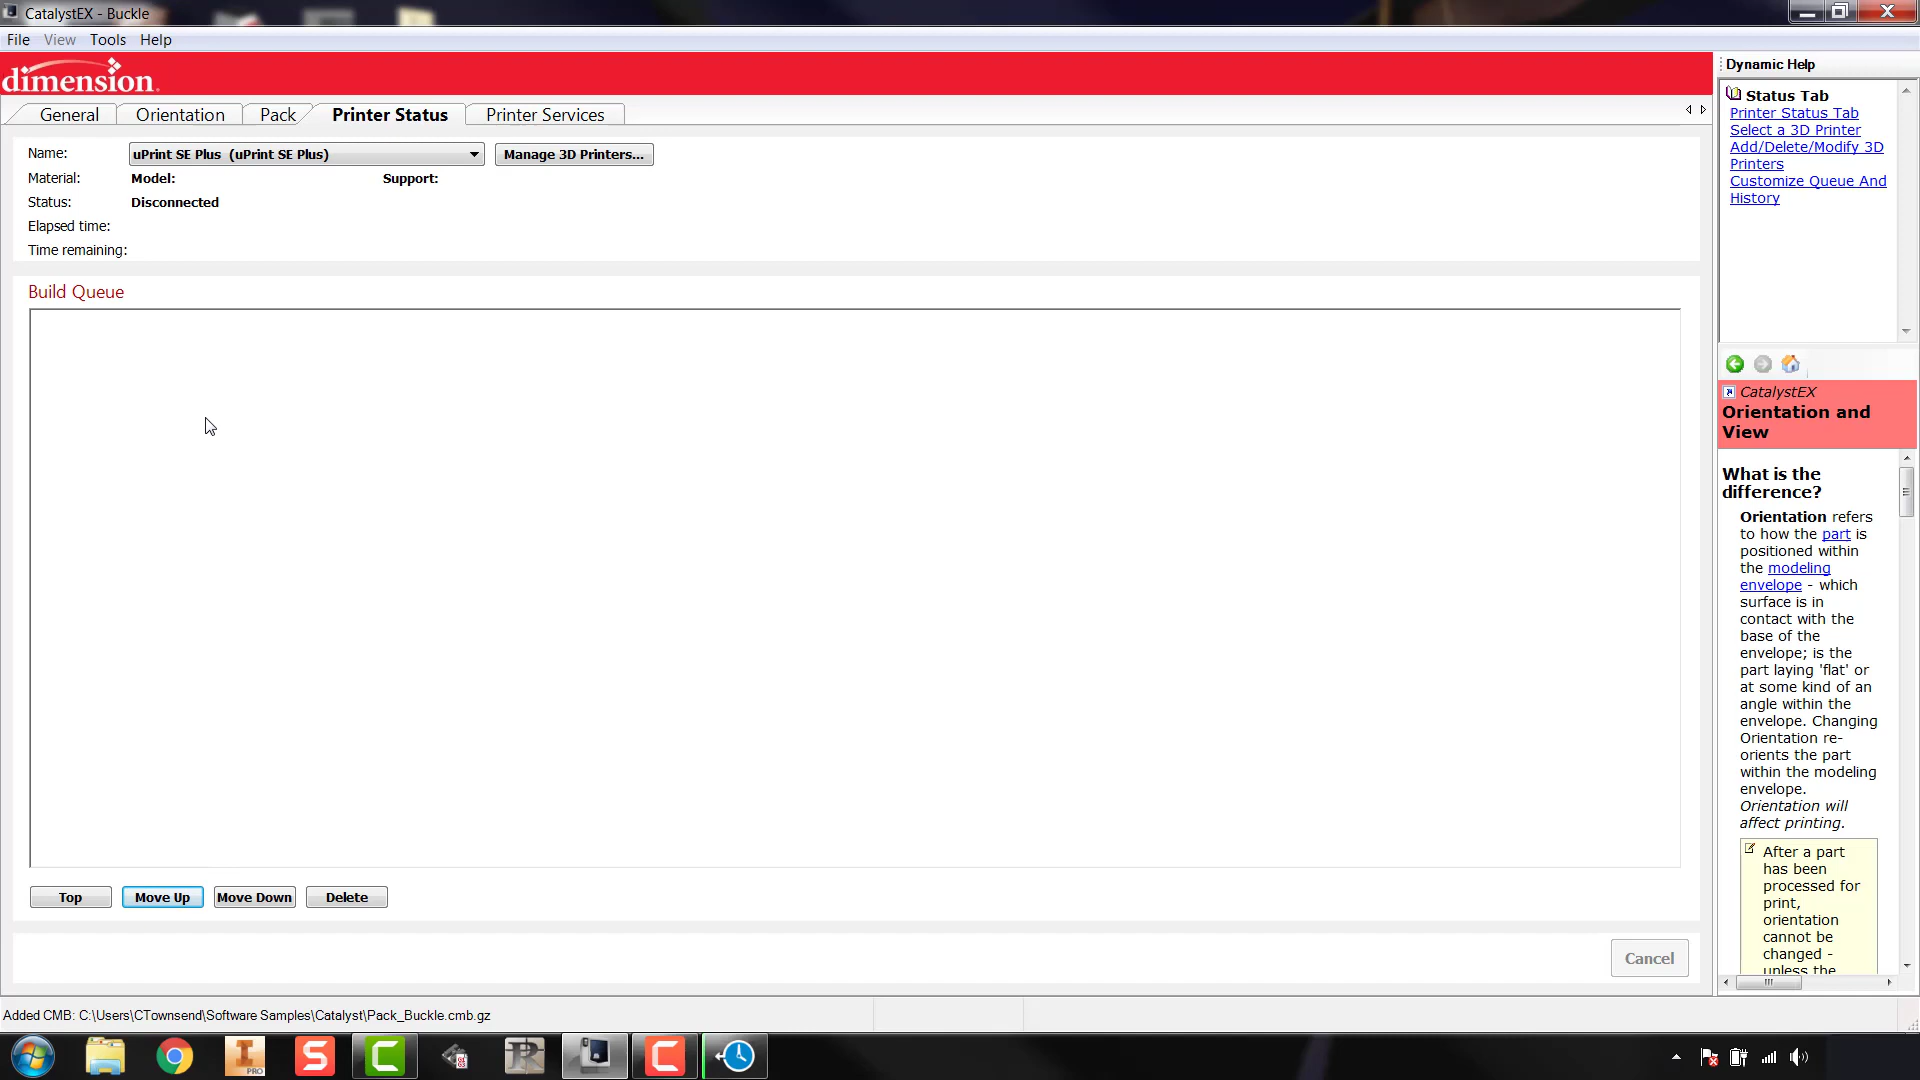 CatalystEX - Buckle
File View Tools Help
dimension
General Orientation Pack Printer Status Printer Services
Name: uPrint SE Plus (uPrint SE Plus) Manage 3D Printers...
Material: Model: Support:
Status: Disconnected
Elapsed time:
Time remaining:
Build Queue
Top Move Up Move Down Delete
Cancel
Added CMB: C:\Users\CTownsend\Software Samples\Catalyst\Pack_Buckle.cmb.gz
Dynamic Help
Status Tab
Printer Status Tab
Select a 3D Printer
Add/Delete/Modify 3D
Printers
Customize Queue And
History
CatalystEX
Orientation and
View
What is the
difference?
Orientation refers
to how the part is
positioned within
the modeling
envelope - which
surface is in
contact with the
base of the
envelope; is the
part laying 'flat' or
at some kind of an
angle within the
envelope. Changing
Orientation re-
orients the part
within the modeling
envelope.
Orientation will
affect printing.
After a part
has been
processed for
print,
orientation
cannot be
changed -
unless the
I PRO S C R C